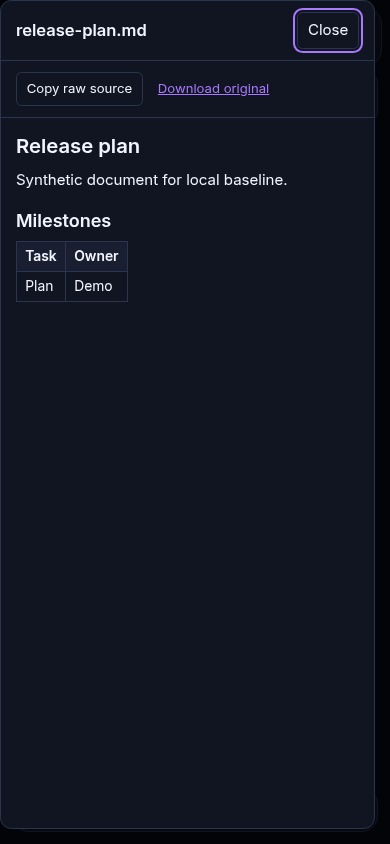 release-plan.md
Close
Copy raw source
Download original
Release plan
Synthetic document for local baseline.
Milestones
Task Owner
Plan Demo